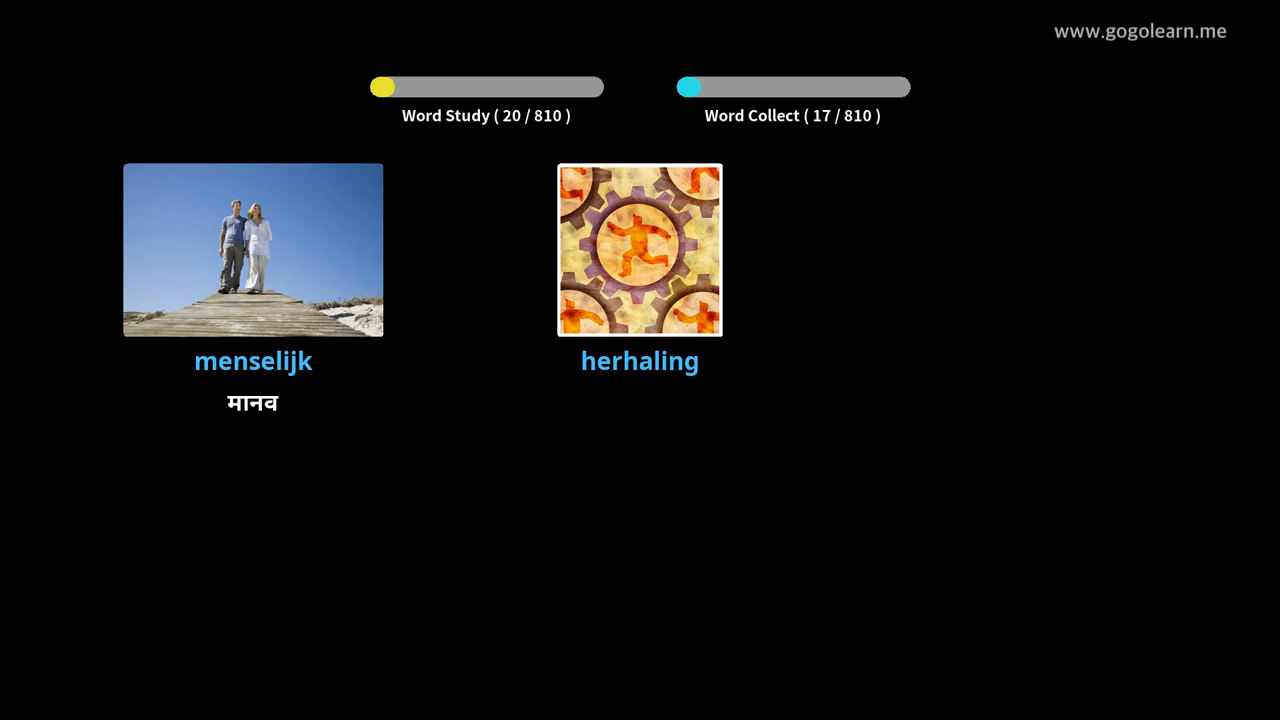 www.gogolearn.me
Word Study ( 20 / 810 )
Word Collect ( 17 / 810 )
menselijk
herhaling
मानव